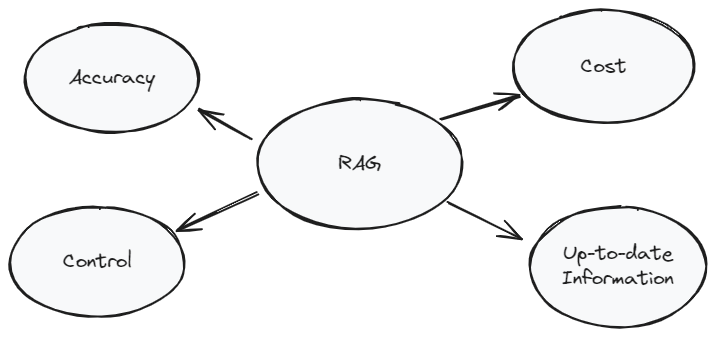 Accuracy
Cost
RAG
Control
Up-to-date
Information